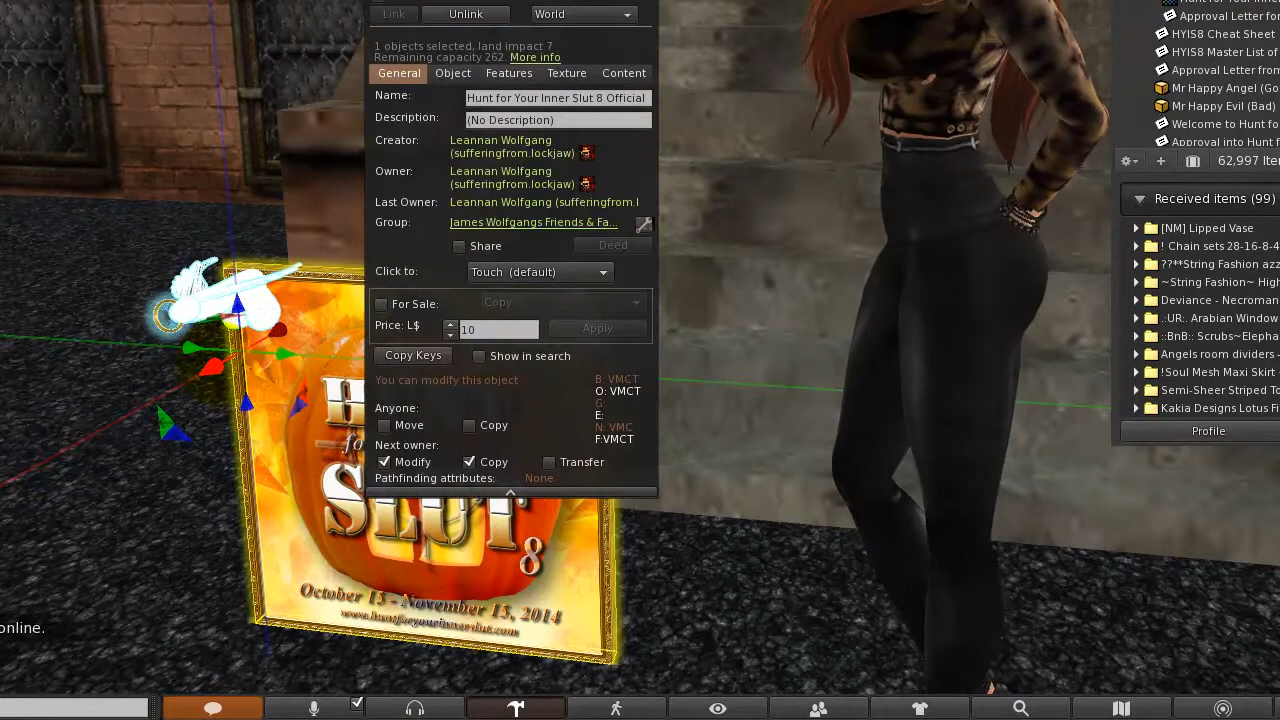 Link
Unlink
World
1 objects selected, land impact 7
Remaining capacity 262. More info
General
Object
Features
Texture
Content
Name:
Hunt for Your Inner Slut 8 Official
Description:
(No Description)
Creator:
Leannan Wolfgang
(sufferingfrom.lockjaw)
Owner:
Leannan Wolfgang
(sufferingfrom.lockjaw)
Last Owner:
Leannan Wolfgang (sufferingfrom.l
Group:
James Wolfgangs Friends & Fa...
Share
Deed
Click to:
Touch (default)
For Sale:
Copy
Price: L$
10
Apply
Copy Keys
Show in search
You can modify this object
B: VMCT
O: VMCT
G:
E:
N: VMC
F:VMCT
Anyone:
Move
Copy
Next owner:
Modify
Copy
Transfer
Pathfinding attributes:
None
SLUT
8
October 15 - November 15, 2014
www.huntforyourinnerslut.com
online.
Approval Letter fo
HYIS8 Cheat Sheet
HYIS8 Master List of
Approval Letter from
Mr Happy Angel (Go
Mr Happy Evil (Bad)
Welcome to Hunt fo
Approval into Hunt f
62,997 Ite
Received items (99)
[NM] Lipped Vase
! Chain sets 28-16-8-4
??**String Fashion azz
~String Fashion~ High
Deviance - Necroman
.:UR:. Arabian Window
::BnB:: Scrubs~Elepha
Angels room dividers
!Soul Mesh Maxi Skirt
Semi-Sheer Striped To
Kakia Designs Lotus Fi
Profile